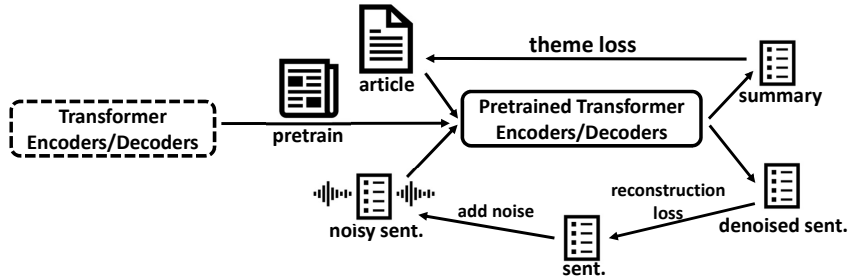 theme loss
article
summary
Transformer
Encoders/Decoders
pretrain
Pretrained Transformer
Encoders/Decoders
noisy sent.
add noise
sent.
reconstruction
loss
denoised sent.